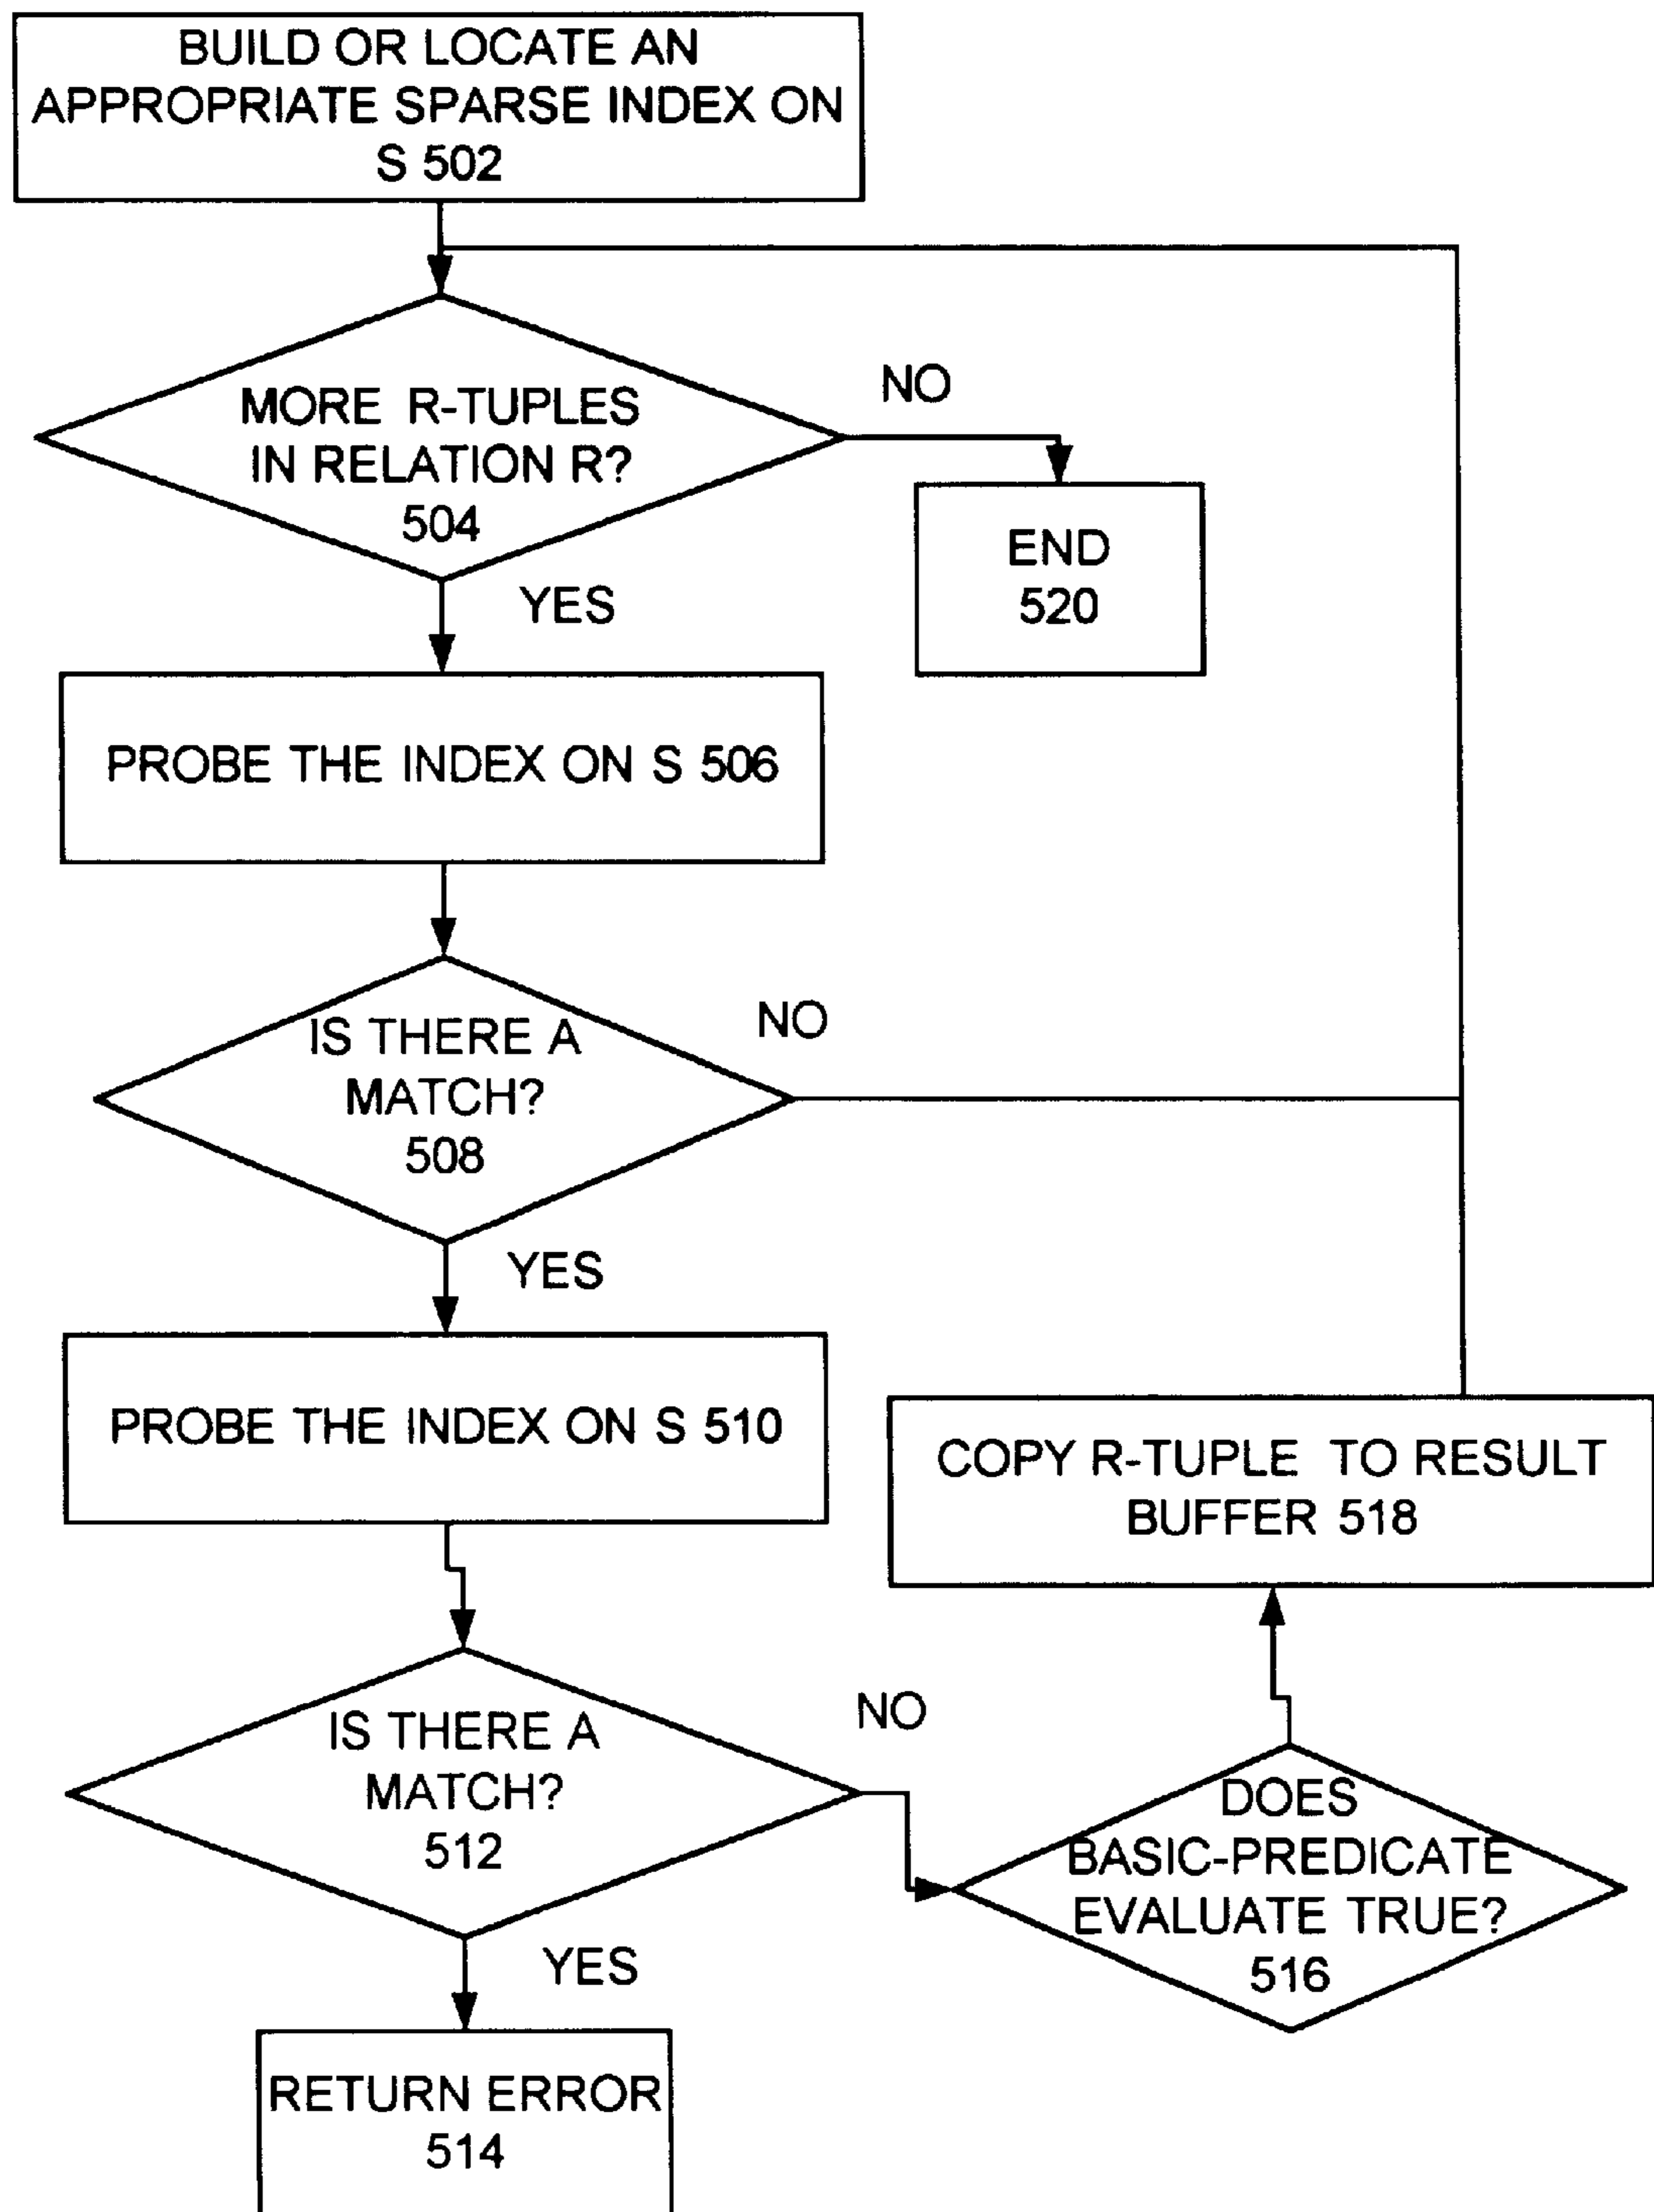 BUILD OR LOCATE AN
APPROPRIATE SPARSE INDEX ON
S 502
MORE R-TUPLES
IN RELATION R?
504
NO
END
520
YES
PROBE THE INDEX ON S 506
IS THERE A
MATCH?
508
NO
YES
PROBE THE INDEX ON S 510
COPY R-TUPLE TO RESULT
BUFFER 518
IS THERE A
MATCH?
512
NO
DOES
BASIC-PREDICATE
EVALUATE TRUE?
516
YES
RETURN ERROR
514